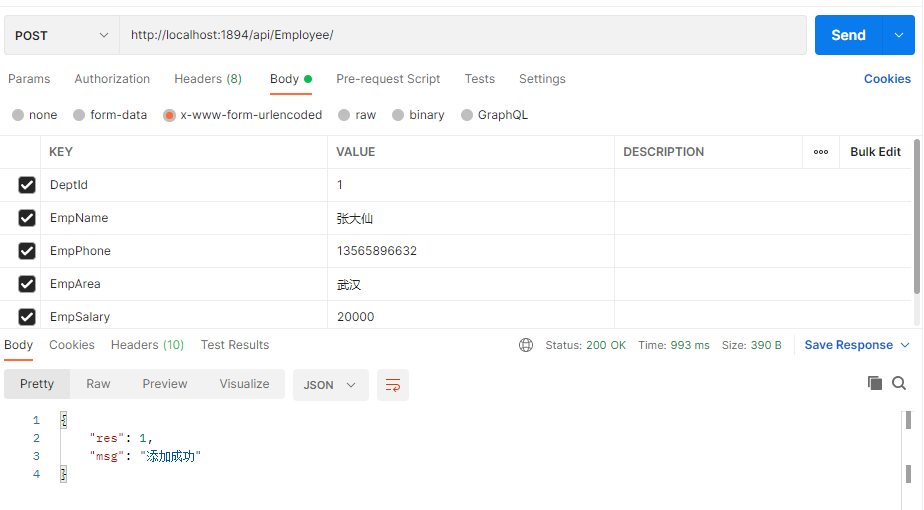 POST http://localhost:1894/api/Employee/ Send
Params Authorization Headers (8) Body Pre-request Script Tests Settings Cookies
none form-data x-www-form-urlencoded raw binary GraphQL
KEY VALUE DESCRIPTION ooo Bulk Edit
DeptId 1
EmpName 张大仙
EmpPhone 13565896632
EmpArea 武汉
EmpSalary 20000
Body Cookies Headers (10) Test Results Status: 200 OK Time: 993 ms Size: 390 B Save Response
Pretty Raw Preview Visualize JSON
1 {
2 "res": 1,
3 "msg": "添加成功"
4 }